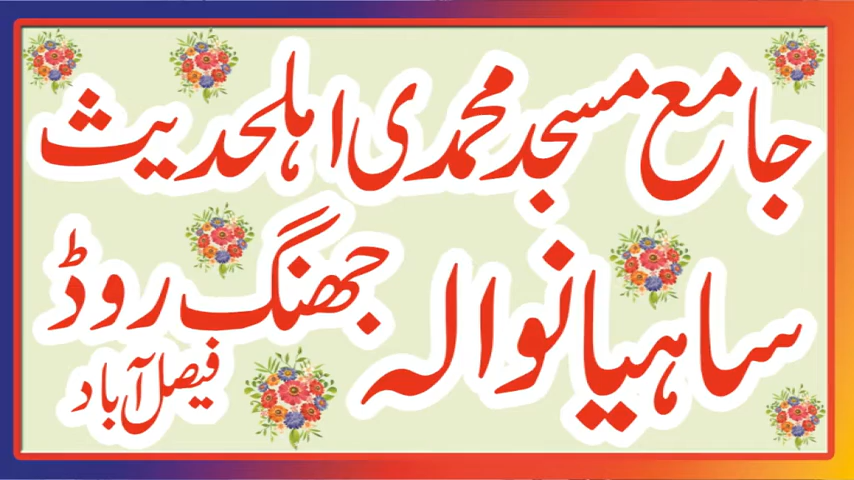 جامع مسجد محمدی اہلحدیث
ساہیانوالہ جھنگ روڈ
فیصل آباد